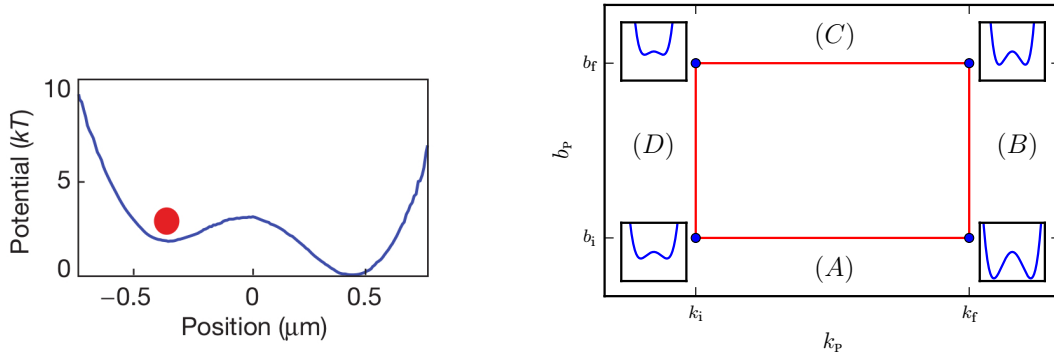 10
5
0
Potential (kT)
−0.5
0
0.5
Position (μm)
(C)
b_f
(D)
(B)
b_P
b_i
(A)
k_i
k_f
k_P